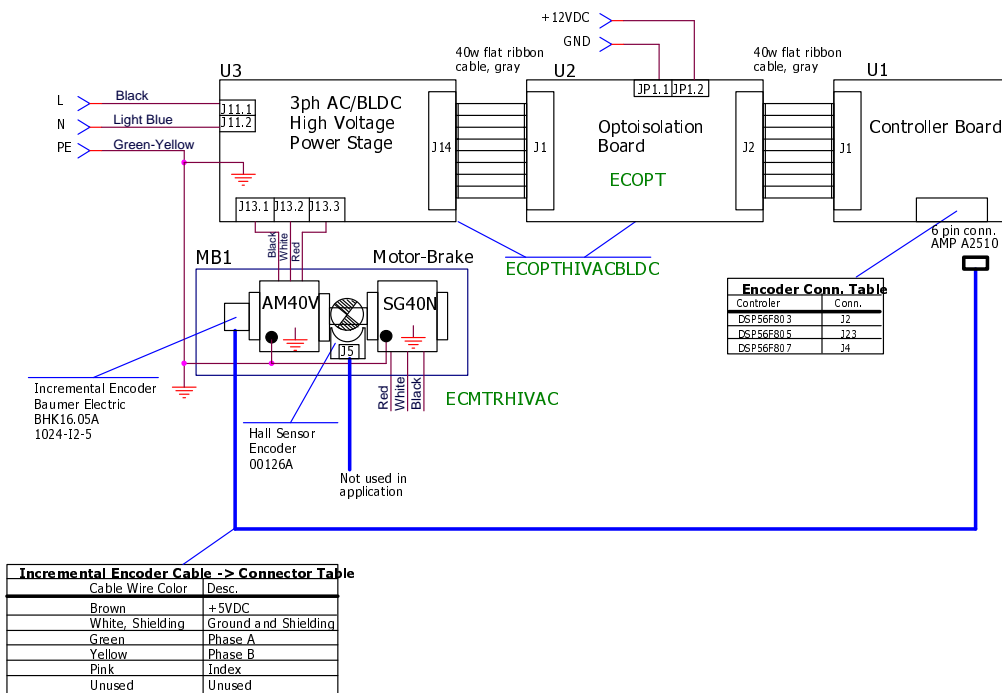 +12VDC
GND
40w flat ribbon
cable, gray
40w flat ribbon
cable, gray
U3
U2
U1
L
Black
N
Light Blue
PE
Green-Yellow
J11.1
J11.2
3ph AC/BLDC
High Voltage
Power Stage
J14
J1
JP1.1
JP1.2
Optoisolation
Board
ECOPT
J2
J1
Controller Board
J13.1
J13.2
J13.3
Black
White
Red
6 pin conn.
AMP A2510
MB1
Motor-Brake
ECOPTHIVACBLDC
AM40V
SG40N
J5
Encoder Conn. Table
Controler Conn.
DSP56F803 J2
DSP56F805 J23
DSP56F807 J4
Red
White
Black
ECMTRHIVAC
Incremental Encoder
Baumer Electric
BHK16.05A
1024-I2-5
Hall Sensor
Encoder
00126A
Not used in
application
Incremental Encoder Cable -> Connector Table
Cable Wire Color Desc.
Brown +5VDC
White, Shielding Ground and Shielding
Green Phase A
Yellow Phase B
Pink Index
Unused Unused